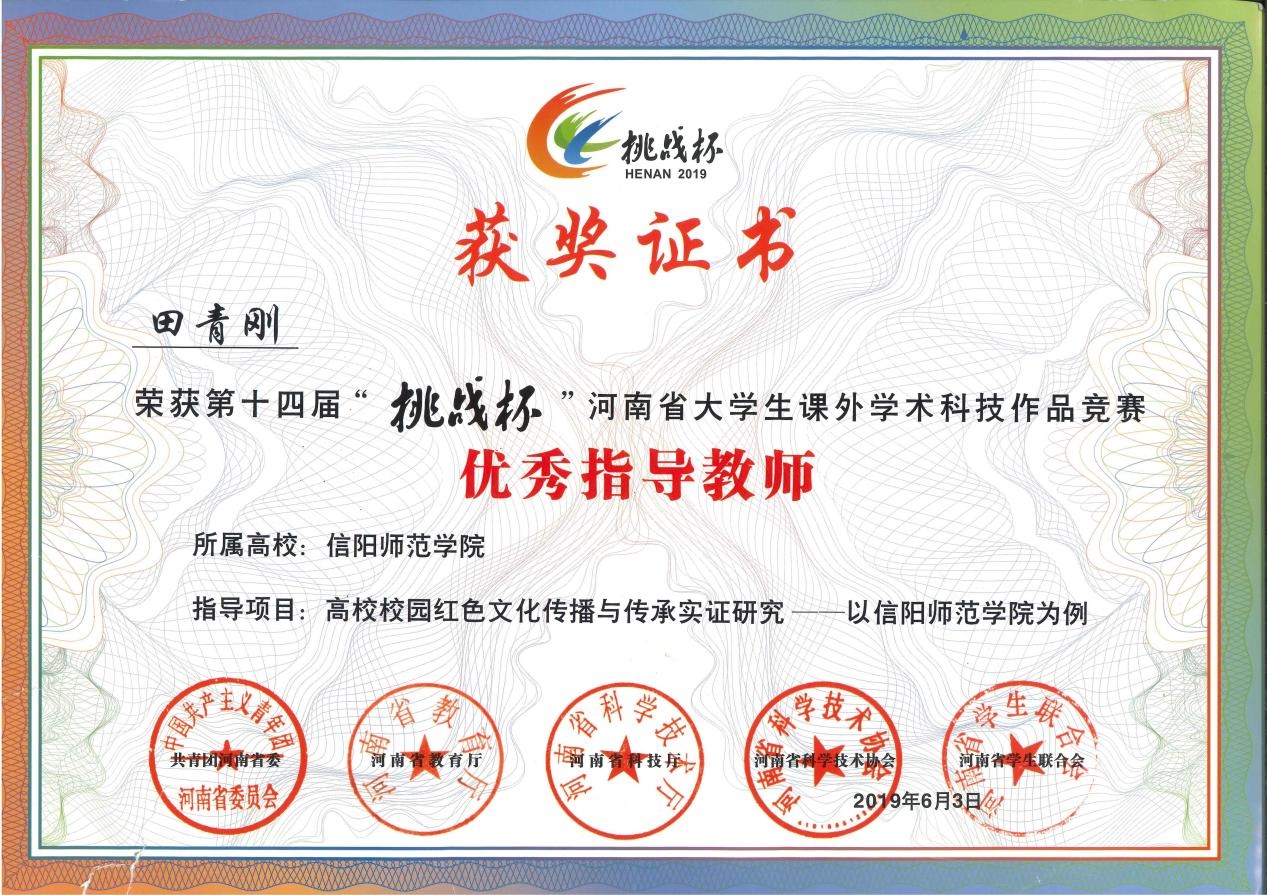 挑战杯
HENAN 2019
获奖证书
田青刚
荣获第十四届“挑战杯”河南省大学生课外学术科技作品竞赛
优秀指导教师
所属高校：信阳师范学院
指导项目：高校校园红色文化传播与传承实证研究——以信阳师范学院为例
中国共产主义青年团
共青团河南省委
河南省委员会
河南省教育厅
河南省教育厅
河南省科学技术厅
河南省科技厅
河南省科学技术协会
河南省科学技术协会
河南省学生联合会
河南省学生联合会
2019年6月3日